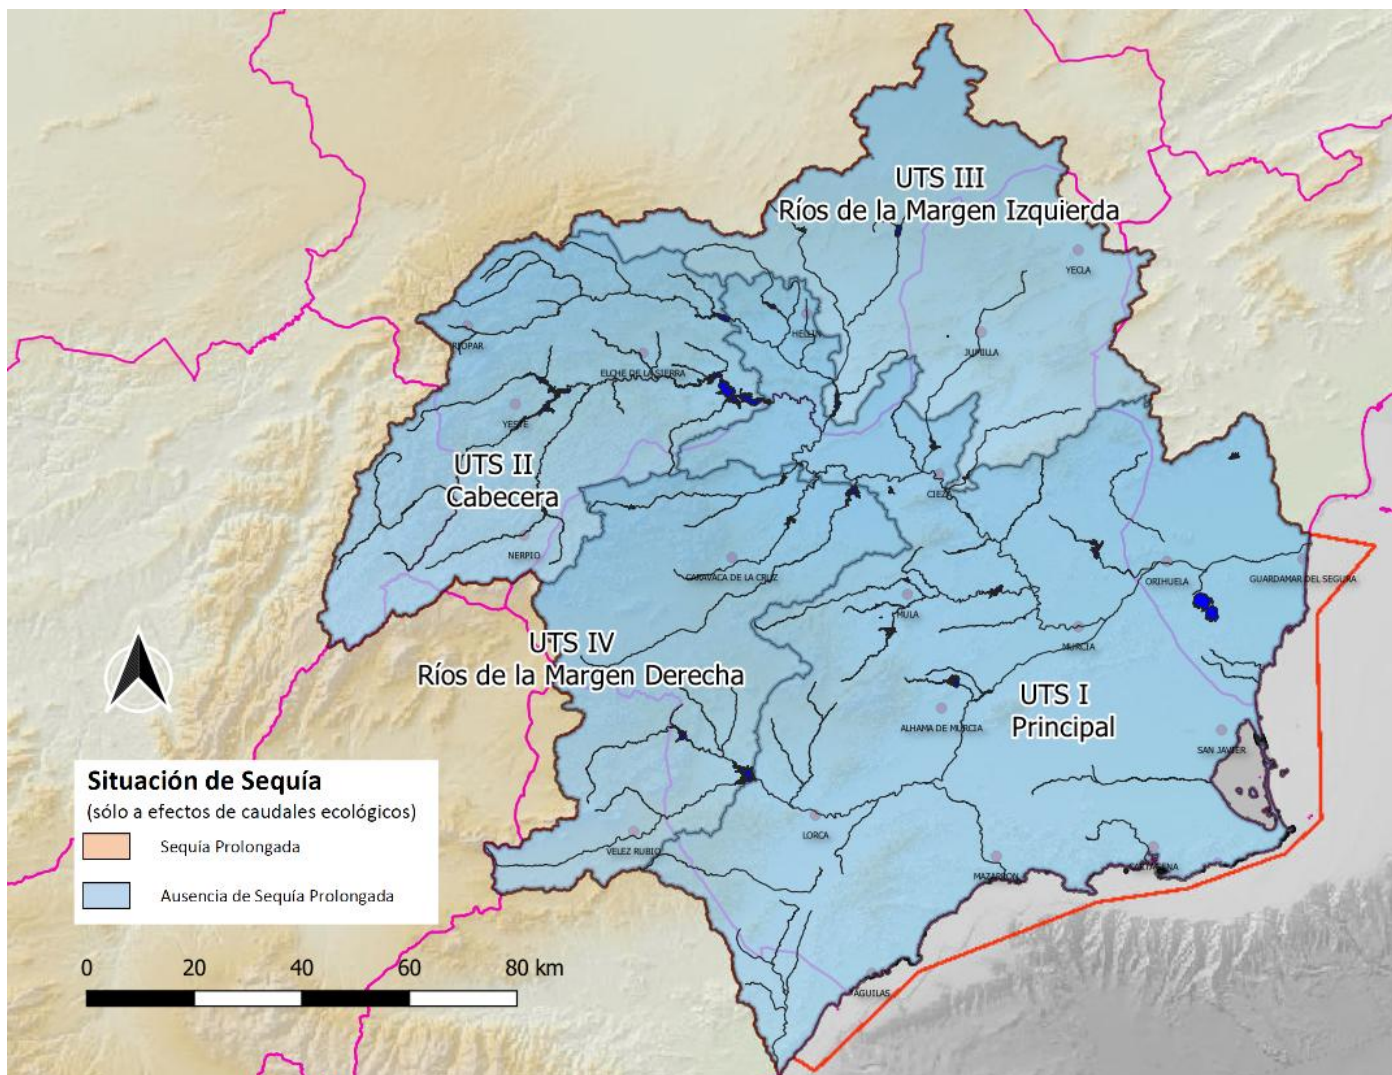 UTS III
Ríos de la Margen Izquierda
YECLA
HELLÍN
RIOPAR
JUMILLA
ELCHE DE LA SIERRA
YESTE
UTS II
Cabecera
CIEZA
NERPIO
CARAVACA DE LA CRUZ
ORIHUELA
GUARDAMAR DEL SEGURA
MULA
MURCIA
UTS IV
Ríos de la Margen Derecha
UTS I
Principal
ALHAMA DE MURCIA
SAN JAVIER
LORCA
VELEZ RUBIO
CARTAGENA
MAZARRON
AGUILAS
Situación de Sequía
(sólo a efectos de caudales ecológicos)
Sequía Prolongada
Ausencia de Sequía Prolongada
0 20 40 60 80 km